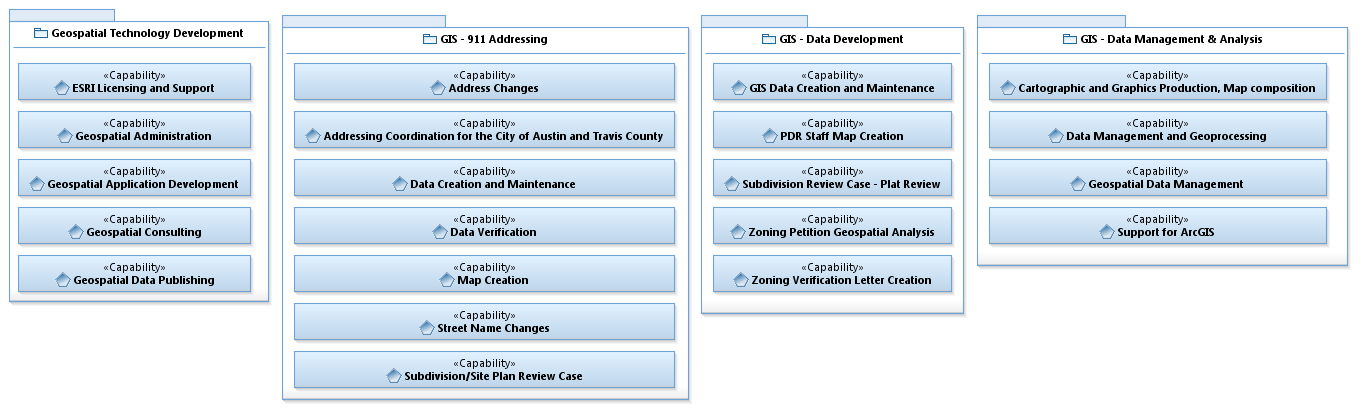 Geospatial Technology Development
«Capability»
ESRI Licensing and Support
«Capability»
Geospatial Administration
«Capability»
Geospatial Application Development
«Capability»
Geospatial Consulting
«Capability»
Geospatial Data Publishing
GIS - 911 Addressing
«Capability»
Address Changes
«Capability»
Addressing Coordination for the City of Austin and Travis County
«Capability»
Data Creation and Maintenance
«Capability»
Data Verification
«Capability»
Map Creation
«Capability»
Street Name Changes
«Capability»
Subdivision/Site Plan Review Case
GIS - Data Development
«Capability»
GIS Data Creation and Maintenance
«Capability»
PDR Staff Map Creation
«Capability»
Subdivision Review Case - Plat Review
«Capability»
Zoning Petition Geospatial Analysis
«Capability»
Zoning Verification Letter Creation
GIS - Data Management & Analysis
«Capability»
Cartographic and Graphics Production, Map composition
«Capability»
Data Management and Geoprocessing
«Capability»
Geospatial Data Management
«Capability»
Support for ArcGIS